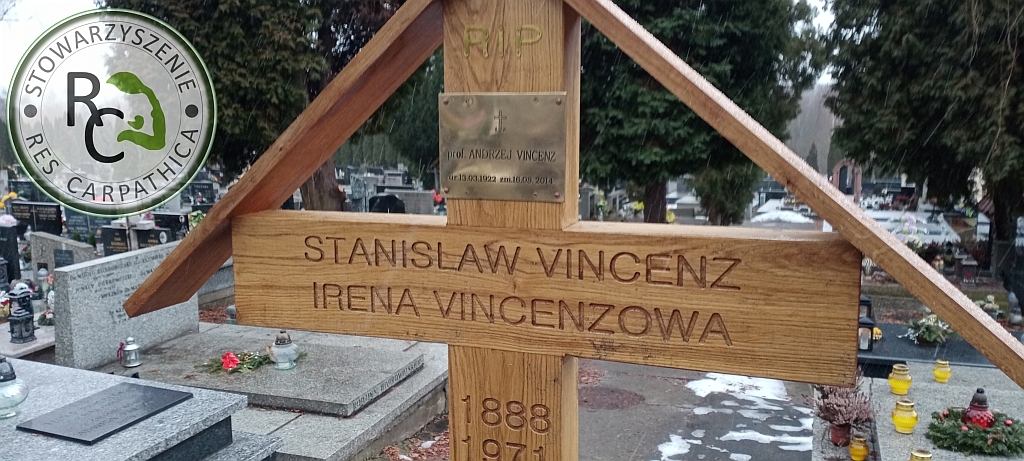 STOWARZYSZENIE
RC
RES CARPATHICA
RIP
prof. ANDRZEJ VINCENZ
ur.13.03.1922 zm.16.08.2014
STANISŁAW VINCENZ
IRENA VINCENZOWA
1888
1971